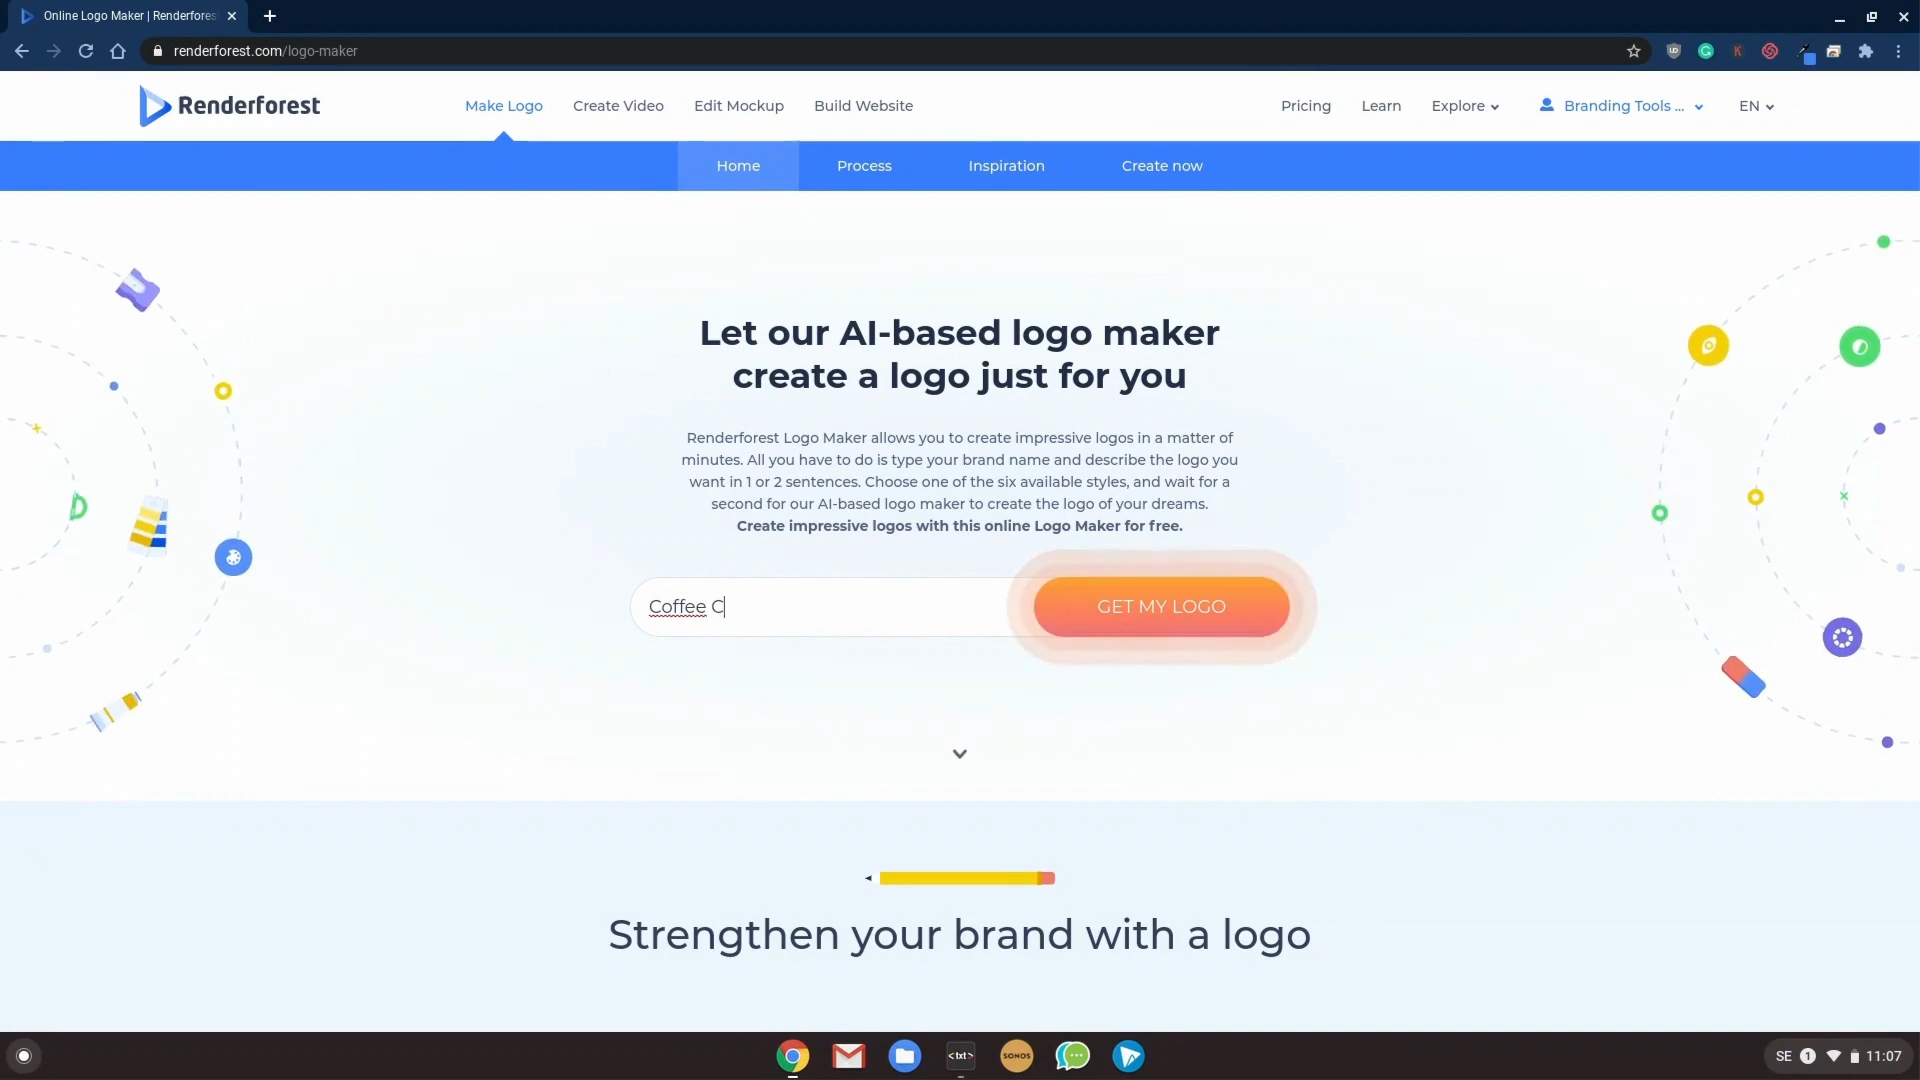 Online Logo Maker | Renderfores
renderforest.com/logo-maker
Renderforest
Make Logo
Create Video
Edit Mockup
Build Website
Pricing
Learn
Explore
Branding Tools ...
EN
Home
Process
Inspiration
Create now
Let our AI-based logo maker
create a logo just for you
Renderforest Logo Maker allows you to create impressive logos in a matter of
minutes. All you have to do is type your brand name and describe the logo you
want in 1 or 2 sentences. Choose one of the six available styles, and wait for a
second for our AI-based logo maker to create the logo of your dreams.
Create impressive logos with this online Logo Maker for free.
Coffee C
GET MY LOGO
Strengthen your brand with a logo
<txt>
SONOS
SE
1
11:07